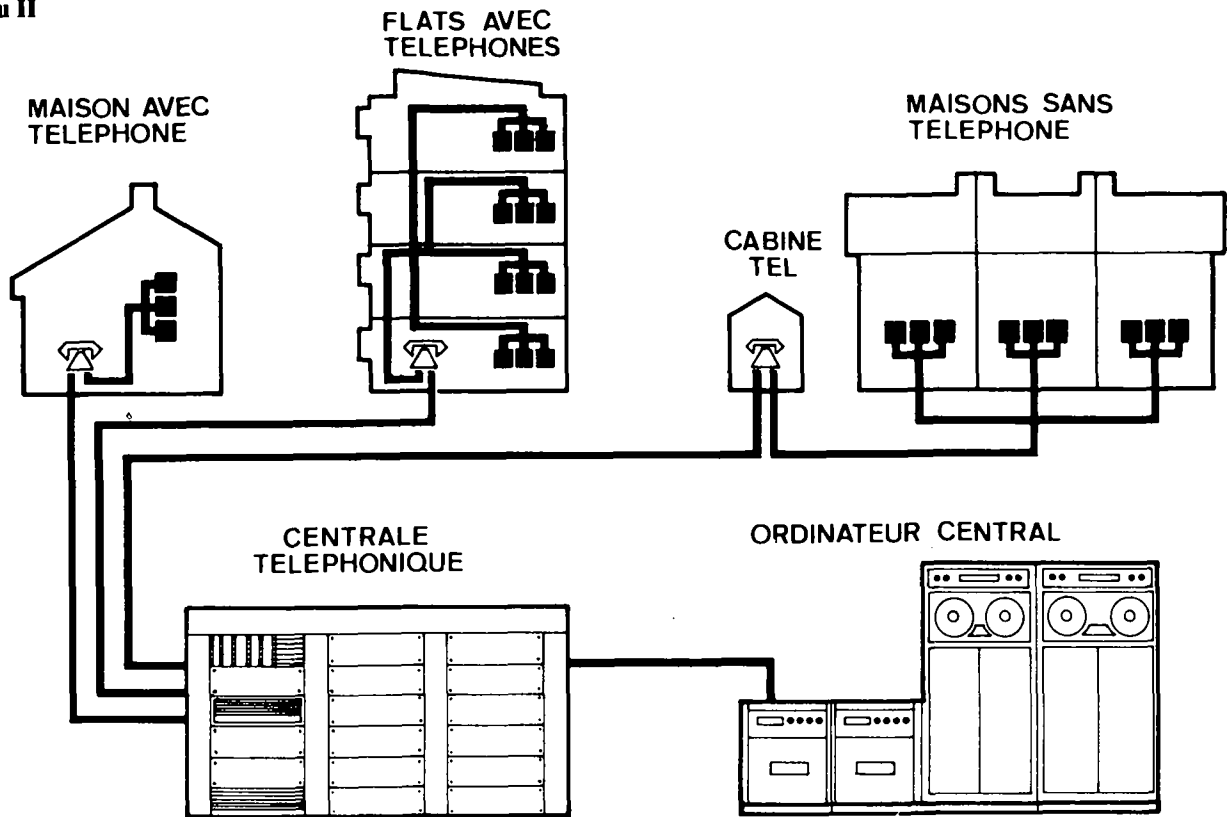 II
FLATS AVEC
TELEPHONES
MAISON AVEC
TELEPHONE
MAISONS SANS
TELEPHONE
CABINE
TEL
CENTRALE
TELEPHONIQUE
ORDINATEUR CENTRAL